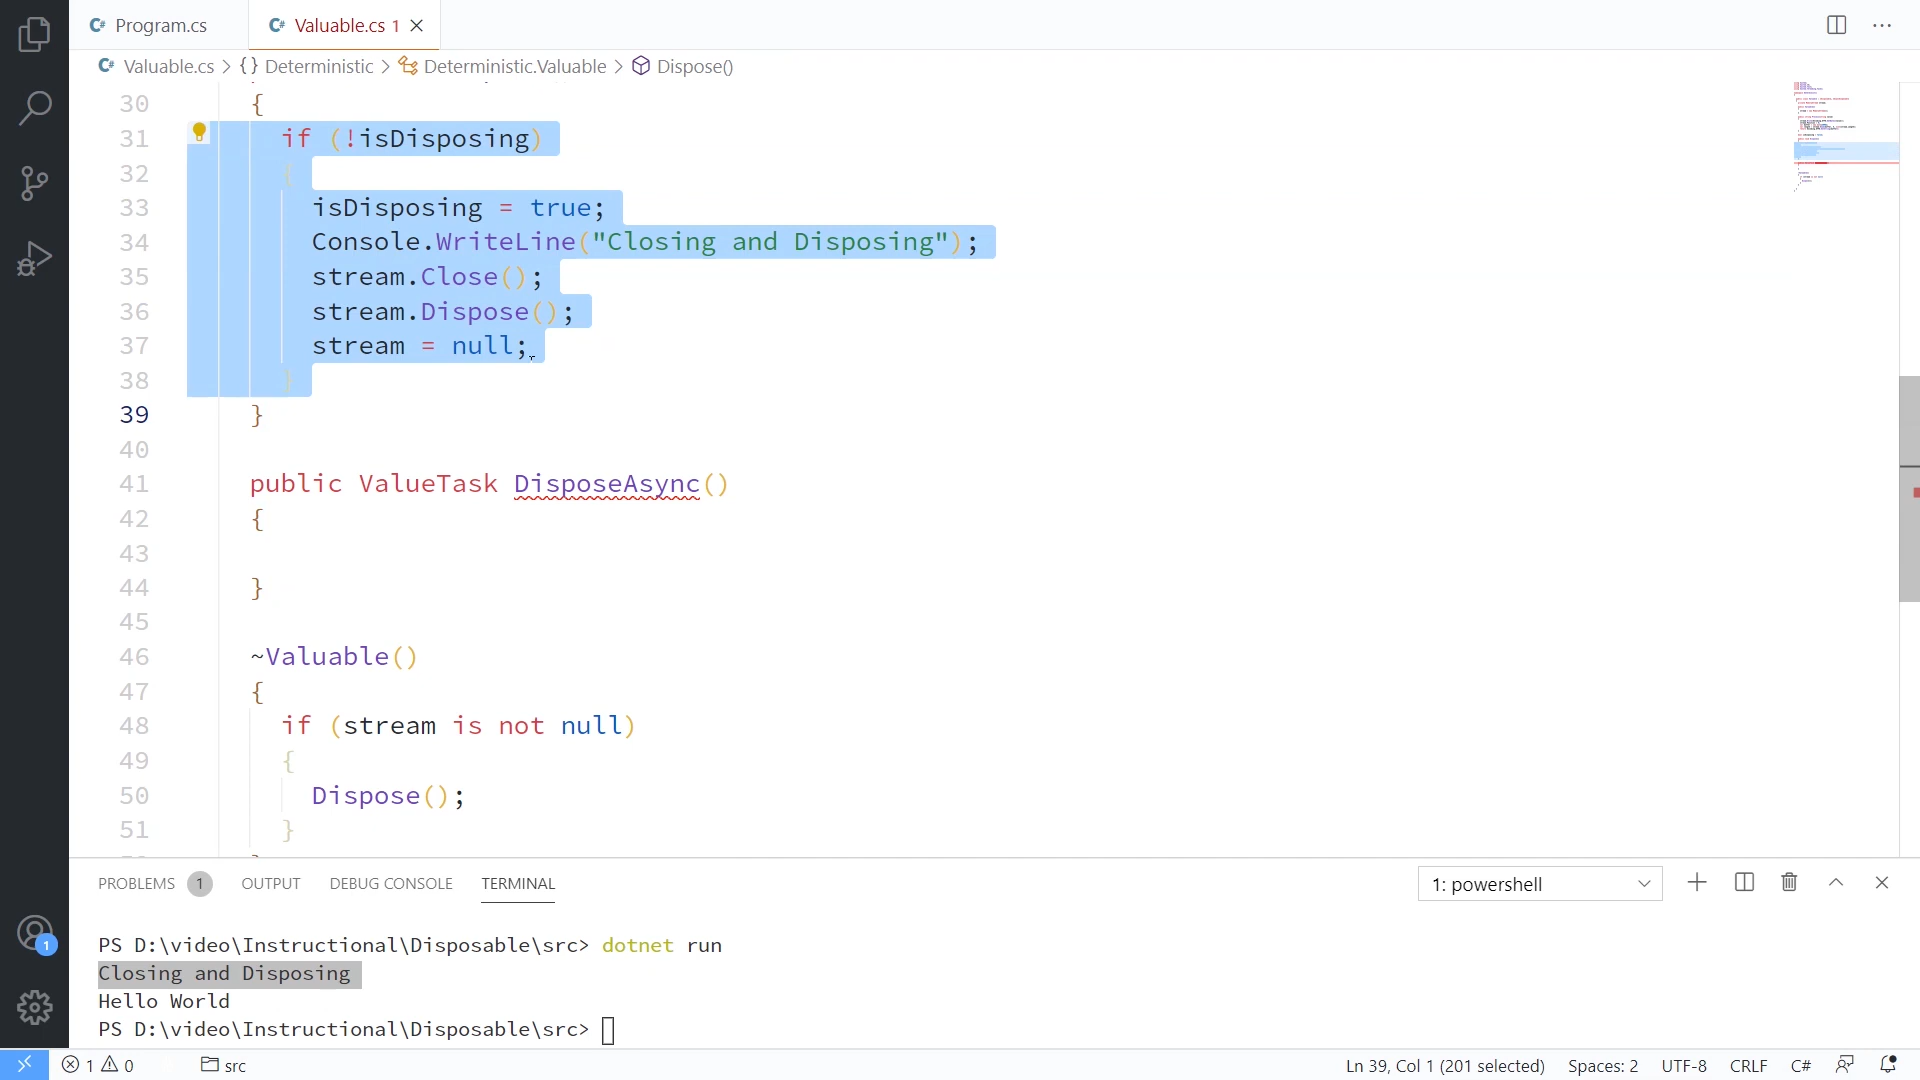 C# Program.cs
C# Valuable.cs 1
C# Valuable.cs > {} Deterministic > Deterministic.Valuable > Dispose()
30 {
31 if (!isDisposing)
32 {
33 isDisposing = true;
34 Console.WriteLine("Closing and Disposing");
35 stream.Close();
36 stream.Dispose();
37 stream = null;
38 }
39 }
40
41 public ValueTask DisposeAsync()
42 {
43
44 }
45
46 ~Valuable()
47 {
48 if (stream is not null)
49 {
50 Dispose();
51 }
PROBLEMS 1 OUTPUT DEBUG CONSOLE TERMINAL 1: powershell
PS D:\video\Instructional\Disposable\src> dotnet run
Closing and Disposing
Hello World
PS D:\video\Instructional\Disposable\src>
1
1 0 src Ln 39, Col 1 (201 selected) Spaces: 2 UTF-8 CRLF C#